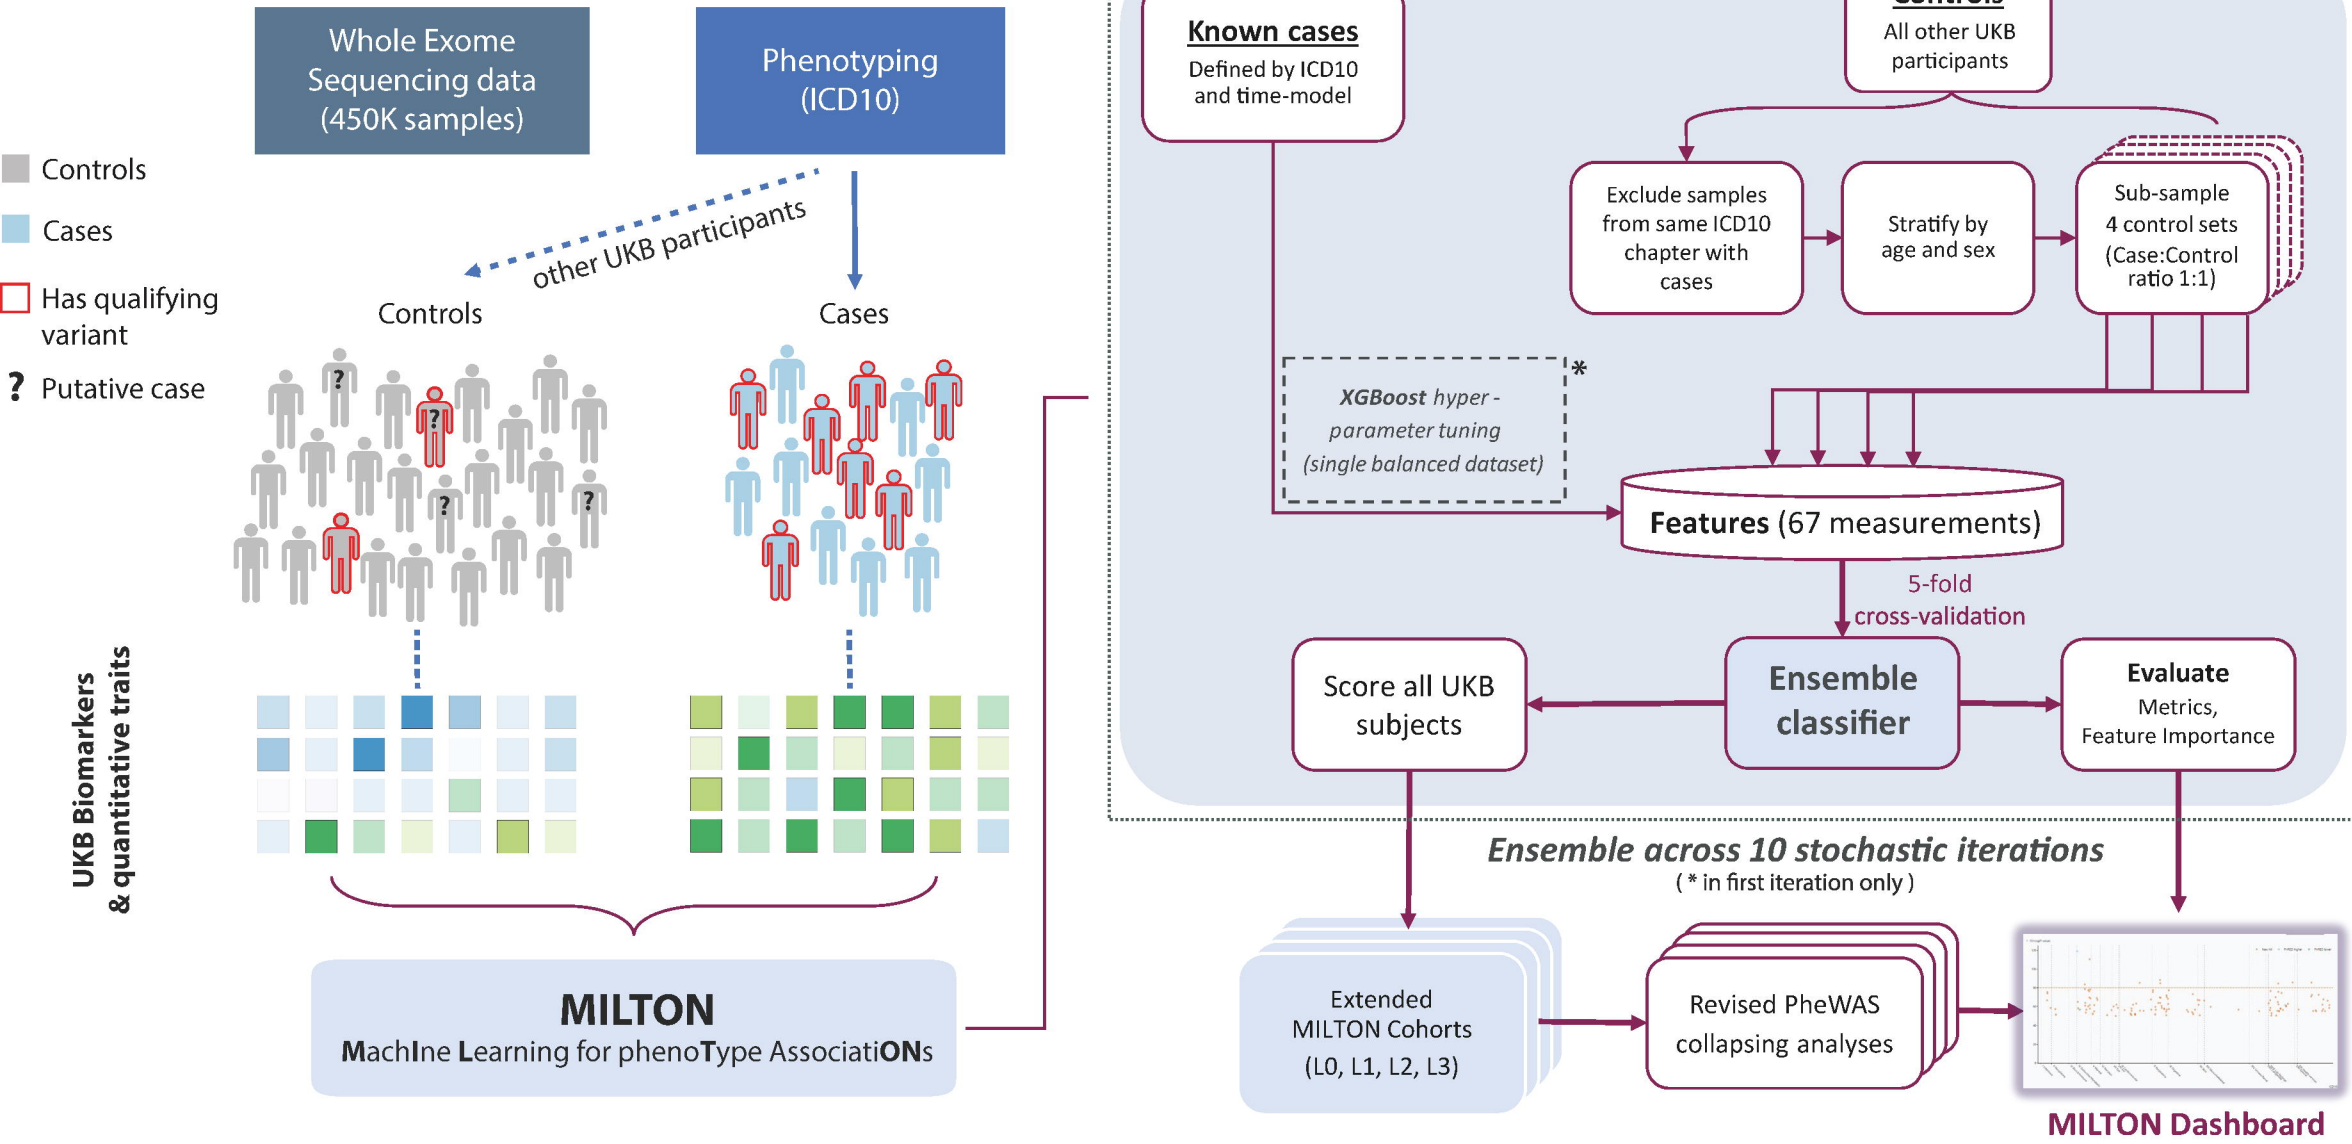 Whole Exome
Sequencing data
(450K samples)
Phenotyping
(ICD10)
Controls
Cases
Has qualifying
variant
? Putative case
other UKB participants
Controls
Cases
?
?
?
?
UKB Biomarkers
& quantitative traits
MILTON
MachIne Learning for phenoType AssociatiONs
Known cases
Defined by ICD10
and time-model
Controls
All other UKB
participants
Exclude samples
from same ICD10
chapter with
cases
Stratify by
age and sex
Sub-sample
4 control sets
(Case:Control
ratio 1:1)
XGBoost hyper -
parameter tuning
(single balanced dataset)
*
Features (67 measurements)
5-fold
cross-validation
Score all UKB
subjects
Ensemble
classifier
Evaluate
Metrics,
Feature Importance
Ensemble across 10 stochastic iterations
( * in first iteration only )
Extended
MILTON Cohorts
(L0, L1, L2, L3)
Revised PheWAS
collapsing analyses
MILTON Dashboard